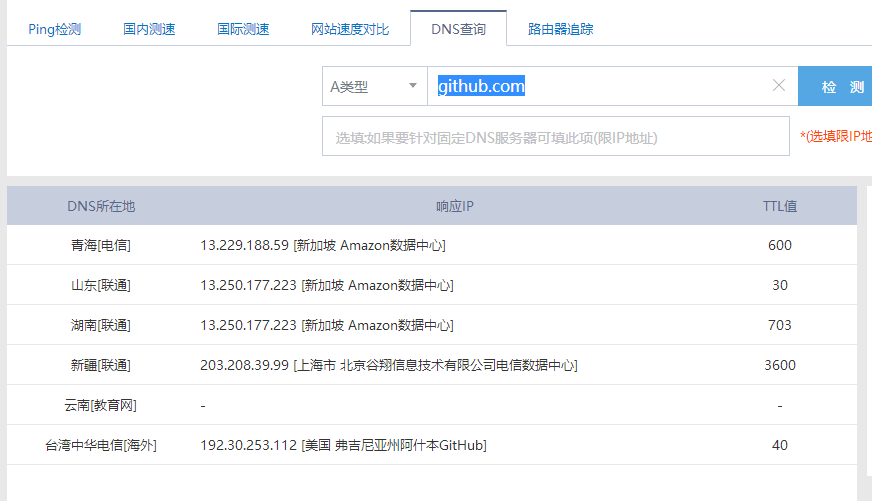 Ping检测 国内测速 国际测速 网站速度对比 DNS查询 路由器追踪
A类型 github.com 检 测
选填:如果要针对固定DNS服务器可填此项(限IP地址)
*(选填限IP地
DNS所在地 响应IP TTL值
青海[电信] 13.229.188.59 [新加坡 Amazon数据中心] 600
山东[联通] 13.250.177.223 [新加坡 Amazon数据中心] 30
湖南[联通] 13.250.177.223 [新加坡 Amazon数据中心] 703
新疆[联通] 203.208.39.99 [上海市 北京谷翔信息技术有限公司电信数据中心] 3600
云南[教育网] - -
台湾中华电信[海外] 192.30.253.112 [美国 弗吉尼亚州阿什本GitHub] 40